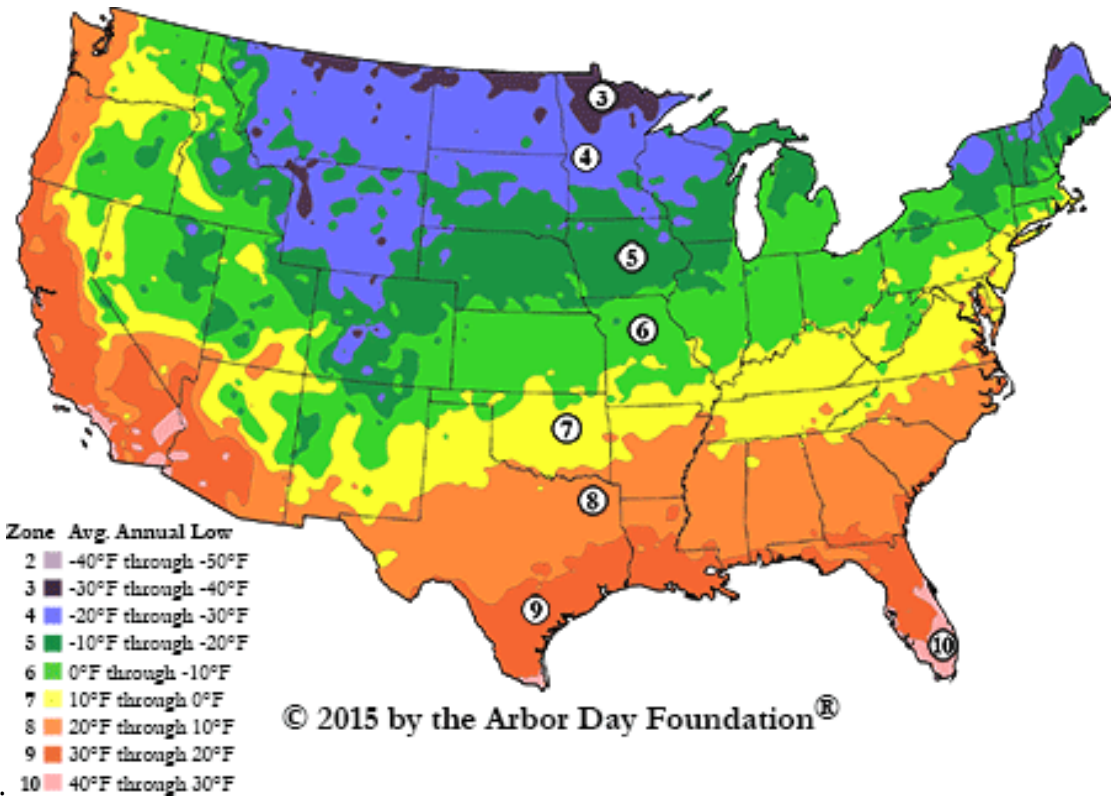 3
4
5
6
7
8
9
10
Zone Avg. Annual Low
2 -40°F through -50°F
3 -30°F through -40°F
4 -20°F through -30°F
5 -10°F through -20°F
6 0°F through -10°F
7 10°F through 0°F
8 20°F through 10°F
9 30°F through 20°F
10 40°F through 30°F
© 2015 by the Arbor Day Foundation®